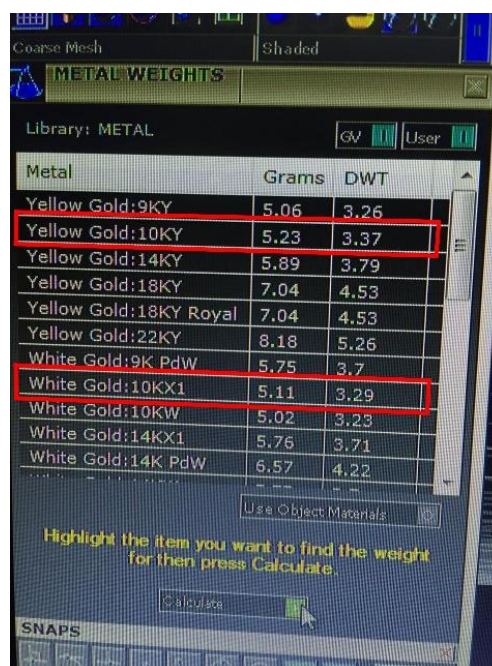 Coarse Mesh Shaded
METAL WEIGHTS
Library: METAL GV User
Metal Grams DWT
Yellow Gold:9KY 5.06 3.26
Yellow Gold:10KY 5.23 3.37
Yellow Gold:14KY 5.89 3.79
Yellow Gold:18KY 7.04 4.53
Yellow Gold:18KY Royal 7.04 4.53
Yellow Gold:22KY 8.18 5.26
White Gold:9K PdW 5.75 3.7
White Gold:10KX1 5.11 3.29
White Gold:10KW 5.02 3.23
White Gold:14KX1 5.76 3.71
White Gold:14K PdW 6.57 4.22
Use Object Materials
Highlight the item you want to find the weight
for then press Calculate.
Calculate
SNAPS